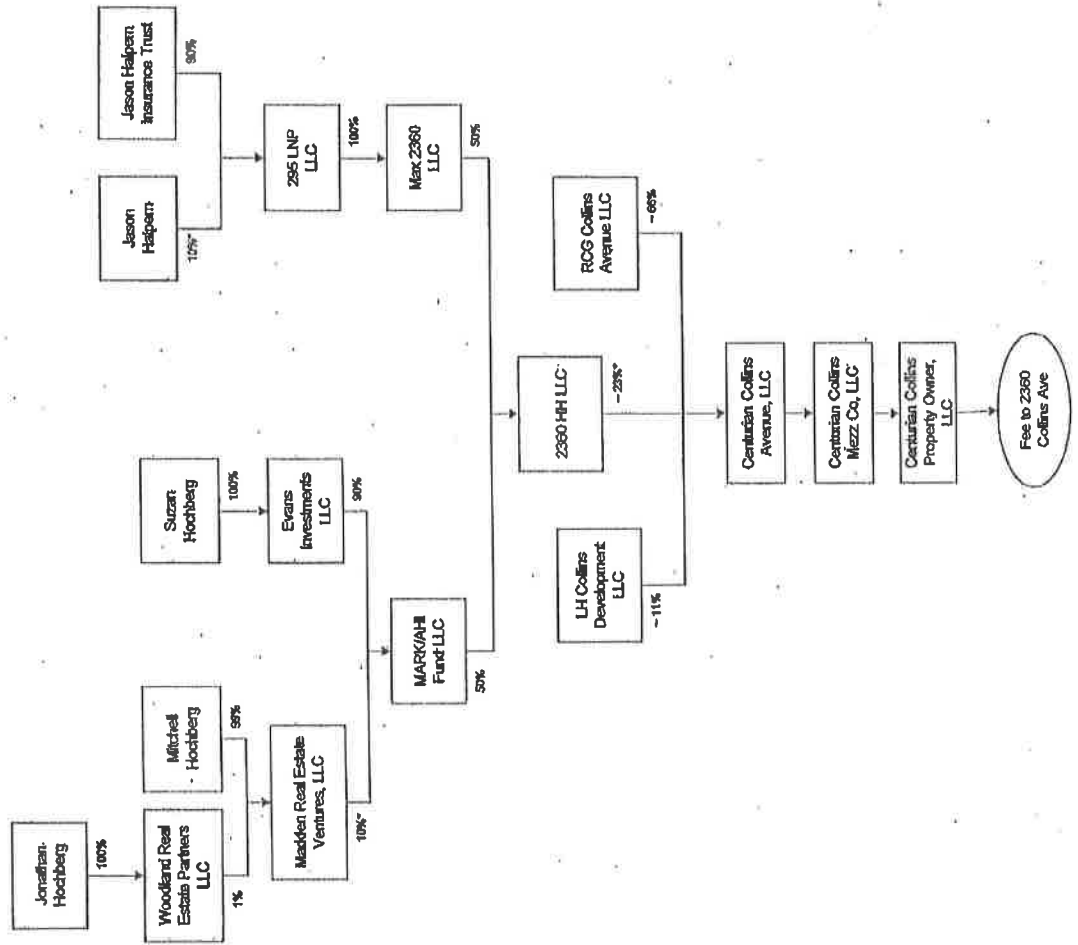 Jonathan
Hochberg
100%
Woodland Real
Estate Partners
LLC
1%
Mitchell
Hochberg
99%
Madden Real Estate
Ventures, LLC
10%*
Suzan
Hochberg
100%
Evans
Investments
LLC
90%
MARK/AHI
Fund LLC
50%
Jason
Halpern
10%*
Jason Halpern
Insurance Trust
90%
295 LNP
LLC
100%
Max 2360
LLC
50%
2360 HH LLC
~23%*
LH Collins
Development
LLC
~11%
RCG Collins
Avenue LLC
~66%
Centurian Collins
Avenue, LLC
Centurian Collins
Mezz Co, LLC
Centurian Collins
Property Owner,
LLC
Fee to 2360
Collins Ave